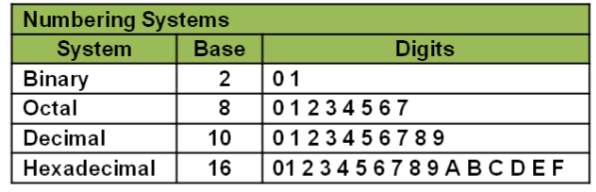 Numbering Systems
System Base Digits
Binary 2 0 1
Octal 8 0 1 2 3 4 5 6 7
Decimal 10 0 1 2 3 4 5 6 7 8 9
Hexadecimal 16 01 2 3 4 5 6 7 8 9 A B C D E F